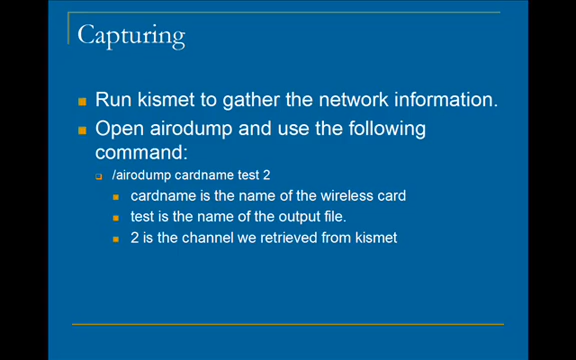 Capturing
Run kismet to gather the network information.
Open airodump and use the following
command:
/airodump cardname test 2
cardname is the name of the wireless card
test is the name of the output file.
2 is the channel we retrieved from kismet